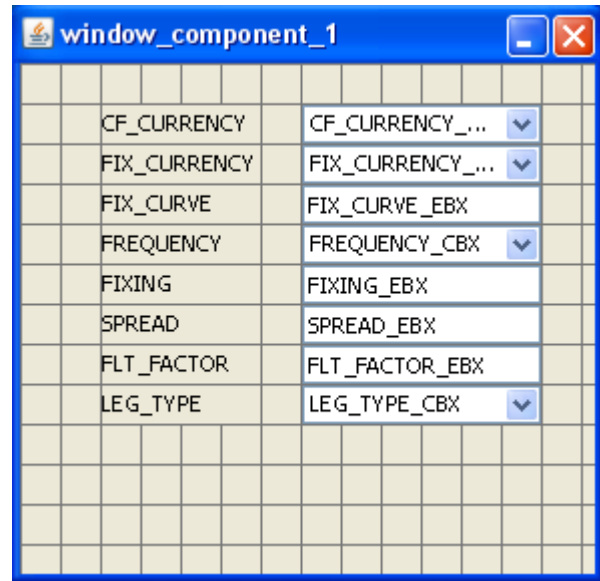 window_component_1
CF_CURRENCY CF_CURRENCY_...
FIX_CURRENCY FIX_CURRENCY_...
FIX_CURVE FIX_CURVE_EBX
FREQUENCY FREQUENCY_CBX
FIXING FIXING_EBX
SPREAD SPREAD_EBX
FLT_FACTOR FLT_FACTOR_EBX
LEG_TYPE LEG_TYPE_CBX